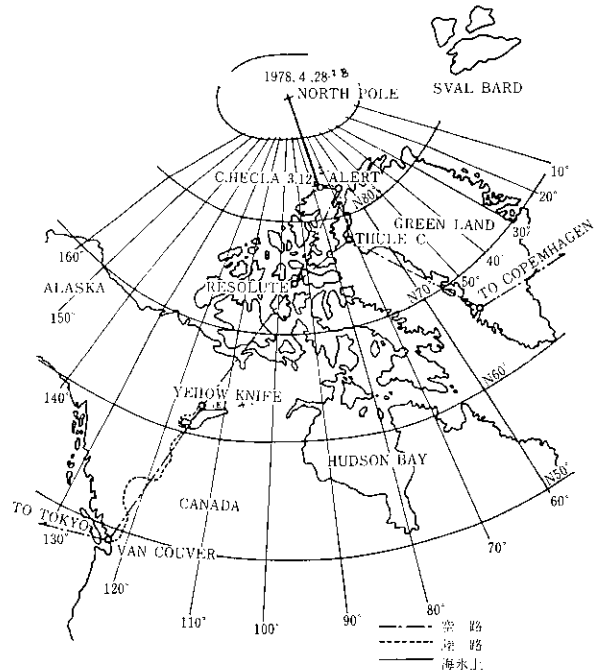 1978.4.28
NORTH POLE
SVAL BARD
C.HECLA 3.12
ALERT
10°
20°
30°
N80°
GREEN LAND
THULE C.
40°
160°
ALASKA
RESOLUTE
N70°
50°
TO COPENHAGEN
150°
N60°
140°
YEHOW KNIFE
HUDSON BAY
N50°
60°
CANADA
TO TOKYO
130°
VAN COUVER
70°
120°
110°
100°
90°
80°
空路
陸路
海氷上